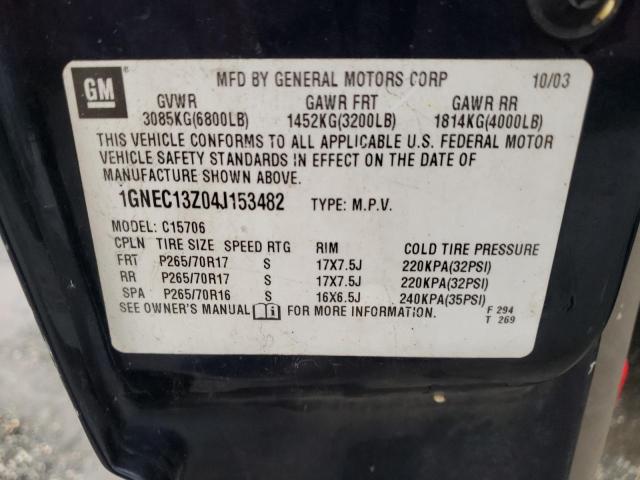 GM
MFD BY GENERAL MOTORS CORP 10/03
GVWR GAWR FRT GAWR RR
3085KG(6800LB) 1452KG(3200LB) 1814KG(4000LB)
THIS VEHICLE CONFORMS TO ALL APPLICABLE U.S. FEDERAL MOTOR
VEHICLE SAFETY STANDARDS IN EFFECT ON THE DATE OF
MANUFACTURE SHOWN ABOVE.
1GNEC13Z04J153482 TYPE: M.P.V.
MODEL: C15706
CPLN TIRE SIZE SPEED RTG RIM COLD TIRE PRESSURE
FRT P265/70R17 S 17X7.5J 220KPA(32PSI)
RR P265/70R17 S 17X7.5J 220KPA(32PSI)
SPA P265/70R16 S 16X6.5J 240KPA(35PSI)
SEE OWNER'S MANUAL FOR MORE INFORMATION. F 294
T 269